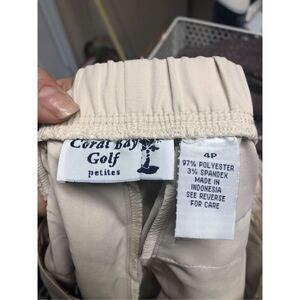 Coral Bay
Golf
petites
4P
97% POLYESTER
3% SPANDEX
MADE IN
INDONESIA
SEE REVERSE
FOR CARE